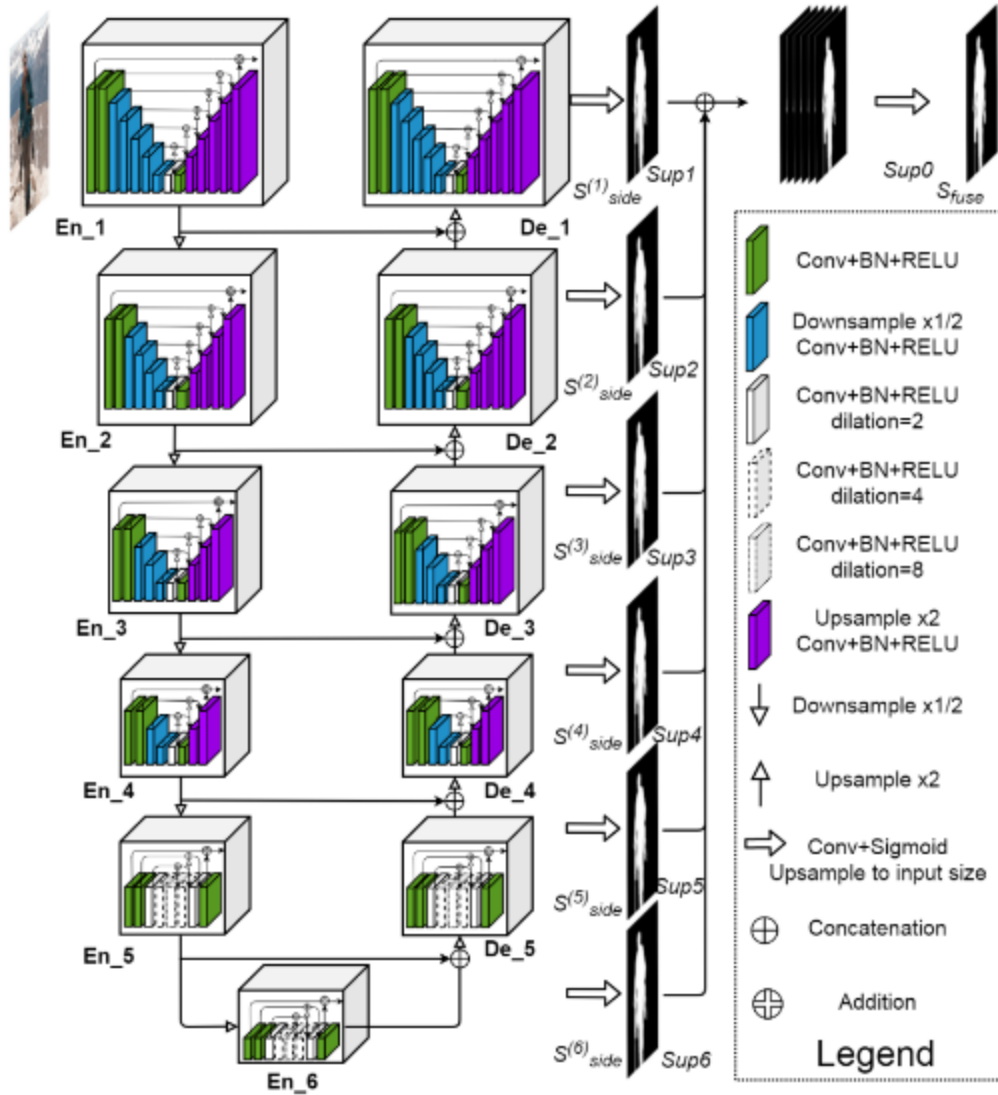 En_1
De_1
S(1)side
Sup1
Sup0
Sfuse
En_2
De_2
S(2)side
Sup2
En_3
De_3
S(3)side
Sup3
En_4
De_4
S(4)side
Sup4
En_5
De_5
S(5)side
Sup5
En_6
S(6)side
Sup6
Conv+BN+RELU
Downsample x1/2
Conv+BN+RELU
Conv+BN+RELU
dilation=2
Conv+BN+RELU
dilation=4
Conv+BN+RELU
dilation=8
Upsample x2
Conv+BN+RELU
Downsample x1/2
Upsample x2
Conv+Sigmoid
Upsample to input size
Concatenation
Addition
Legend